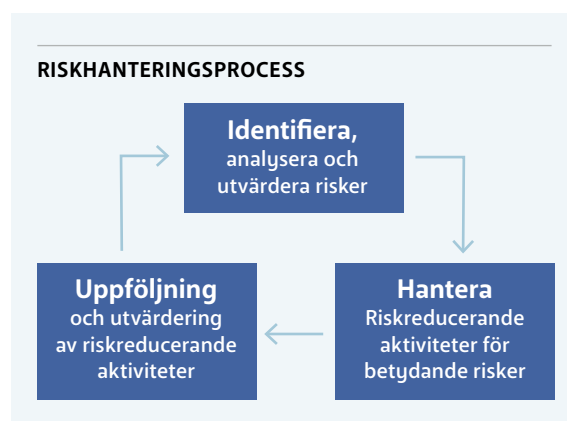 RISKHANTERINGSPROCESS
Identifiera,
analysera och
utvärdera risker
Hantera
Riskreducerande
aktiviteter för
betydande risker
Uppföljning
och utvärdering
av riskreducerande
aktiviteter